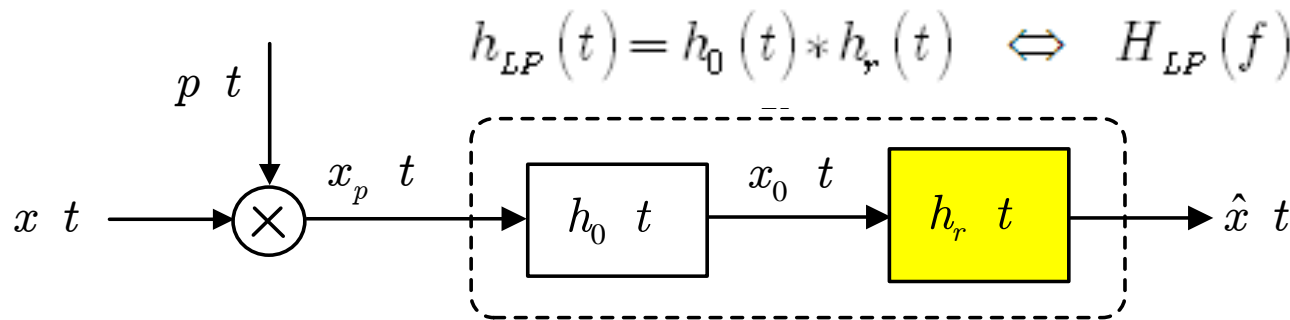 h_LP(t) = h_0(t) * h_r(t) ⇔ H_LP(f)
p t
x_p t
x_0 t
x t
h_0 t
h_r t
x̂ t